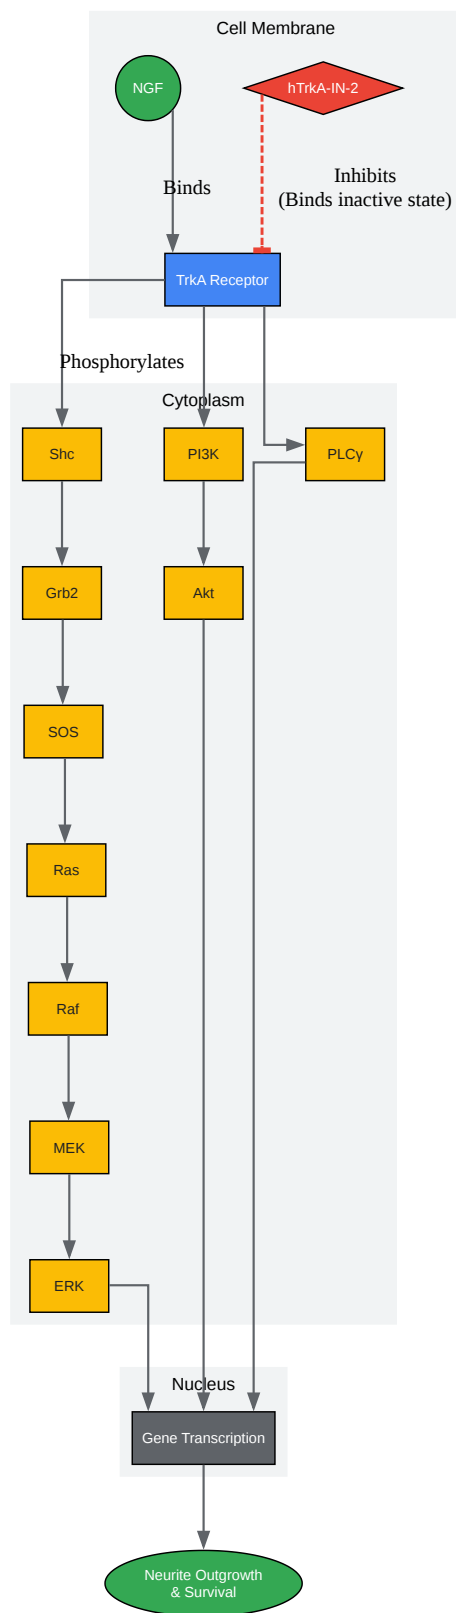 Cell Membrane
NGF
hTrkA-IN-2
Binds
Inhibits
(Binds inactive state)
TrkA Receptor
Phosphorylates
Cytoplasm
Shc
PI3K
PLCγ
Grb2
Akt
SOS
Ras
Raf
MEK
ERK
Nucleus
Gene Transcription
Neurite Outgrowth
& Survival